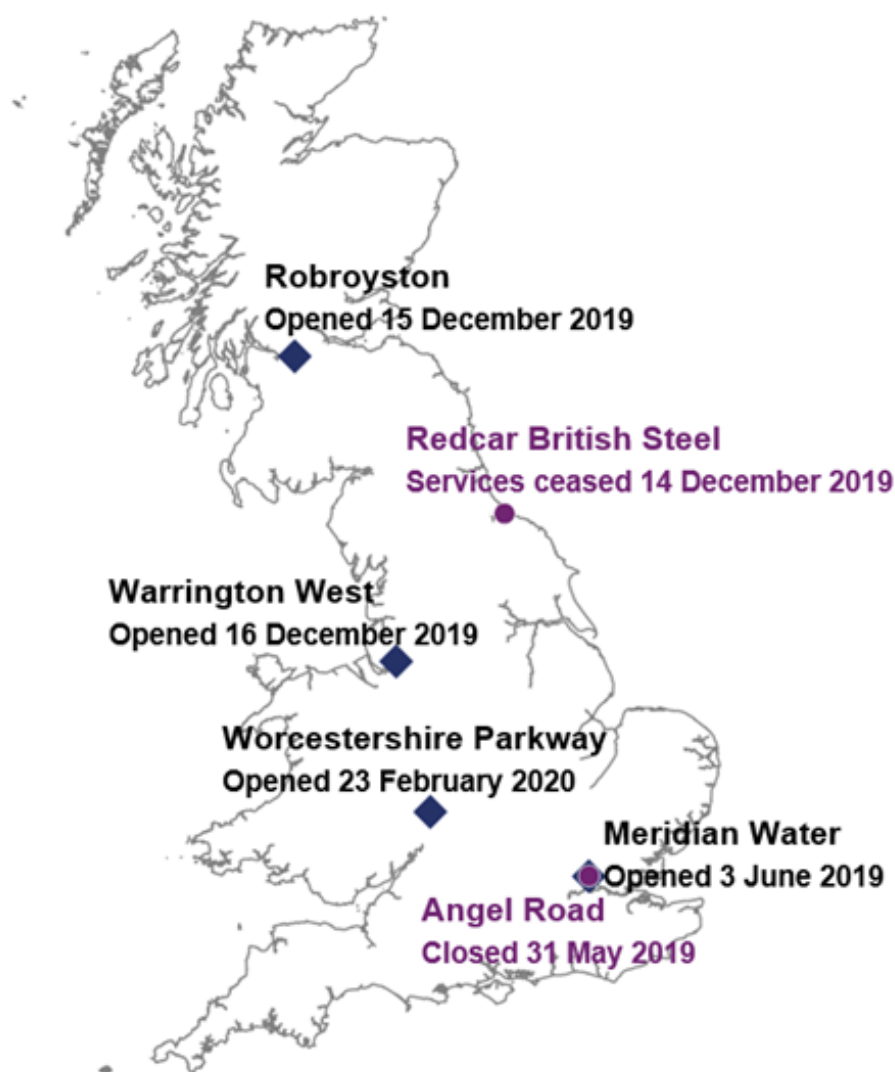 Robroyston
Opened 15 December 2019
Redcar British Steel
Services ceased 14 December 2019
Warrington West
Opened 16 December 2019
Worcestershire Parkway
Opened 23 February 2020
Meridian Water
Opened 3 June 2019
Angel Road
Closed 31 May 2019